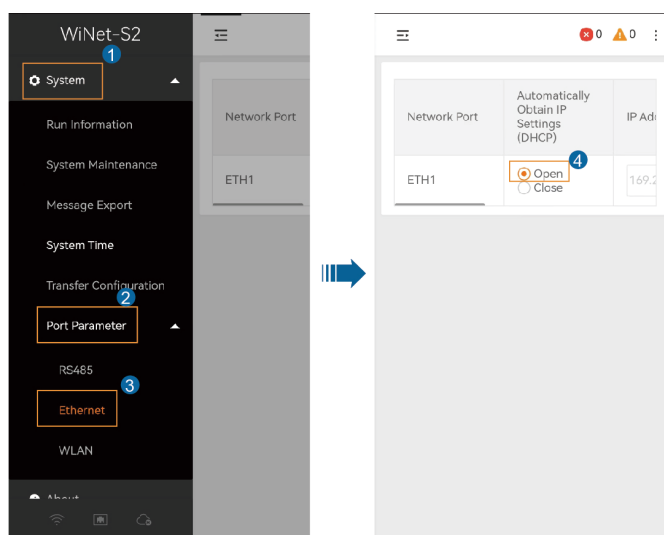 WiNet-S2
1
System
Run Information
System Maintenance
Message Export
System Time
Transfer Configuration
2
Port Parameter
RS485
3
Ethernet
WLAN
About
Network Port
ETH1
0
0
Network Port
Automatically
Obtain IP
Settings
(DHCP)
IP Add
ETH1
4
Open
Close
169.2